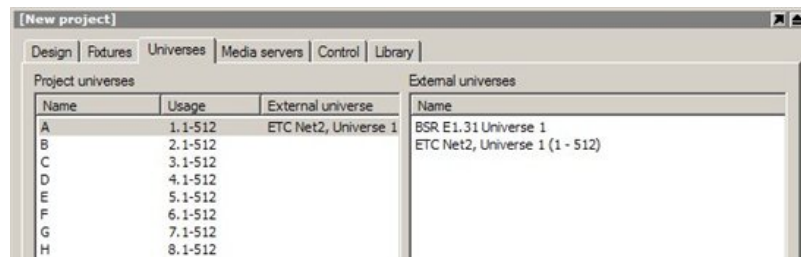 [New project]
Design Fixtures Universes Media servers Control Library
Project universes External universes
Name Usage External universe Name
A 1.1-512 ETC Net2, Universe 1 BSR E1.31 Universe 1
B 2.1-512 ETC Net2, Universe 1 (1 - 512)
C 3.1-512
D 4.1-512
E 5.1-512
F 6.1-512
G 7.1-512
H 8.1-512